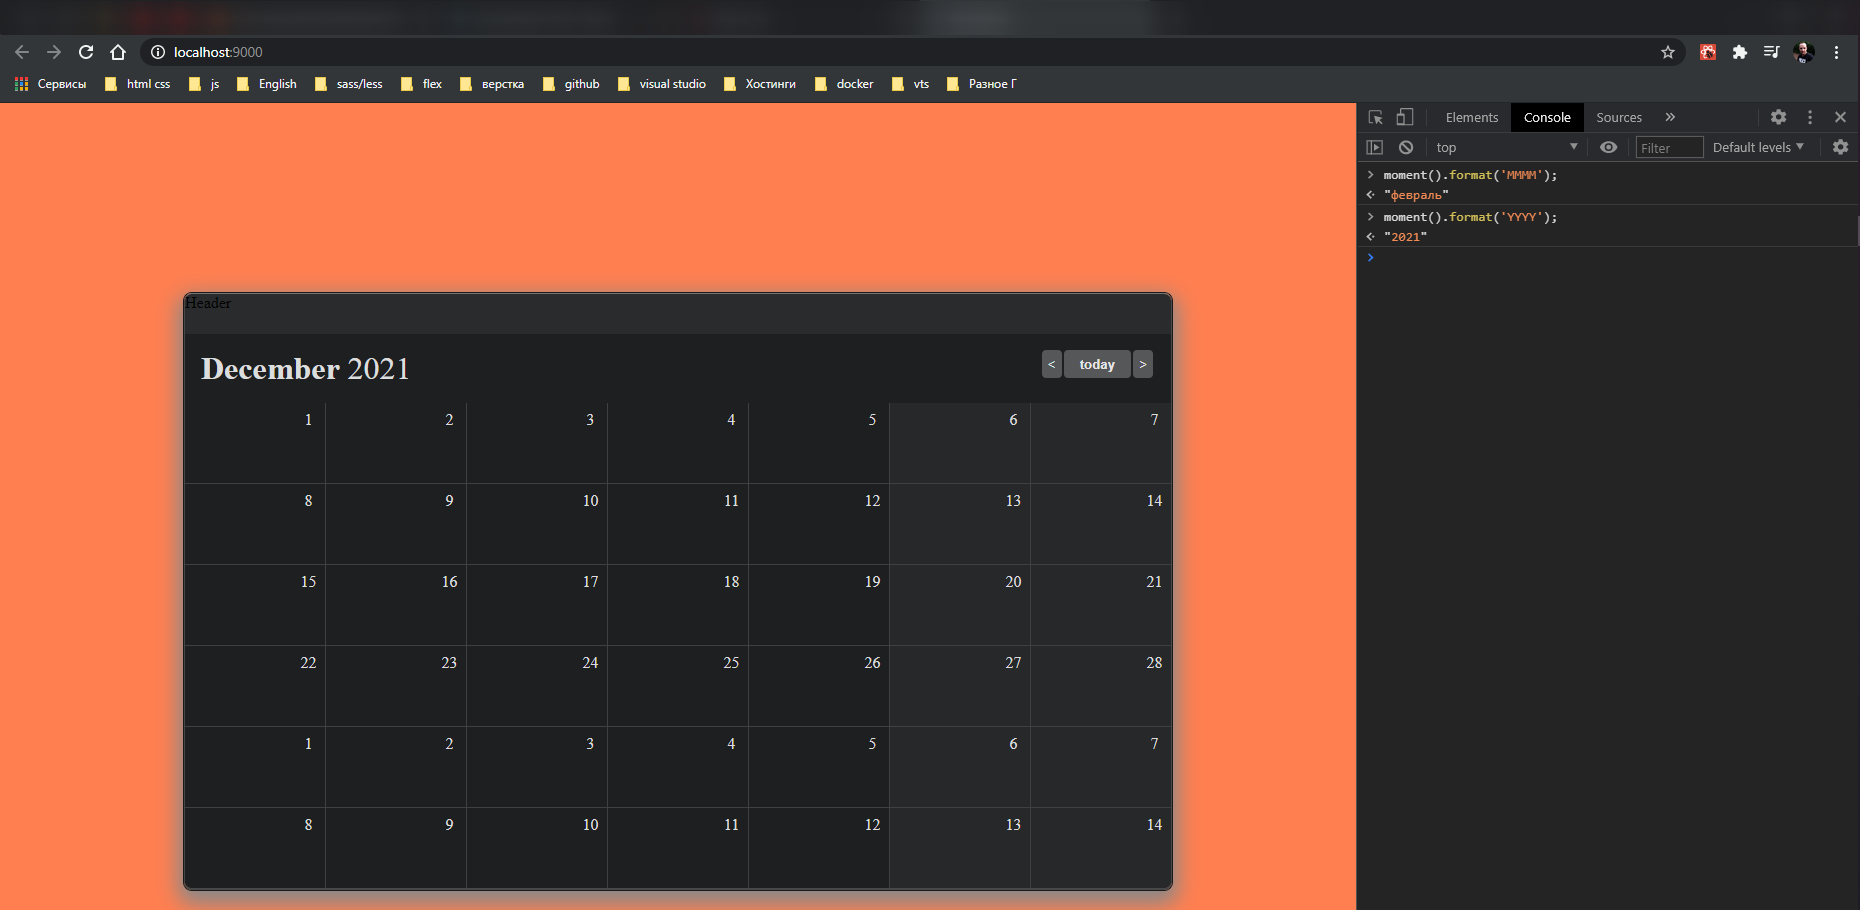 localhost:9000
Сервисы html css js English sass/less flex верстка github visual studio Хостинги docker vts Разное Г
Elements Console Sources »
top Filter Default levels
> moment().format('MMMM');
"февраль"
> moment().format('YYYY');
"2021"
>
Header
December 2021 < today >
1 2 3 4 5 6 7
8 9 10 11 12 13 14
15 16 17 18 19 20 21
22 23 24 25 26 27 28
1 2 3 4 5 6 7
8 9 10 11 12 13 14